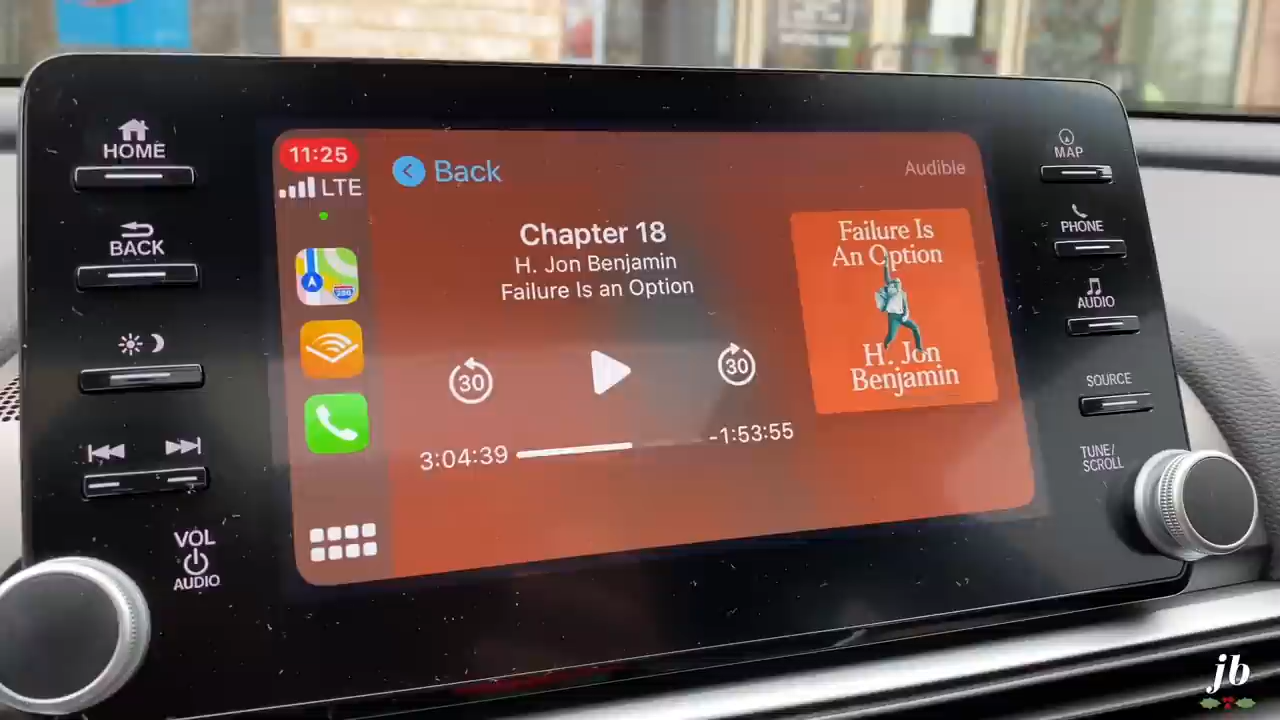 HOME
BACK
VOL
AUDIO
11:25
LTE
Back
Audible
Chapter 18
H. Jon Benjamin
Failure Is an Option
30
30
3:04:39
-1:53:55
Failure Is
An Option
H. Jon
Benjamin
280
MAP
PHONE
AUDIO
SOURCE
TUNE/
SCROLL
jb